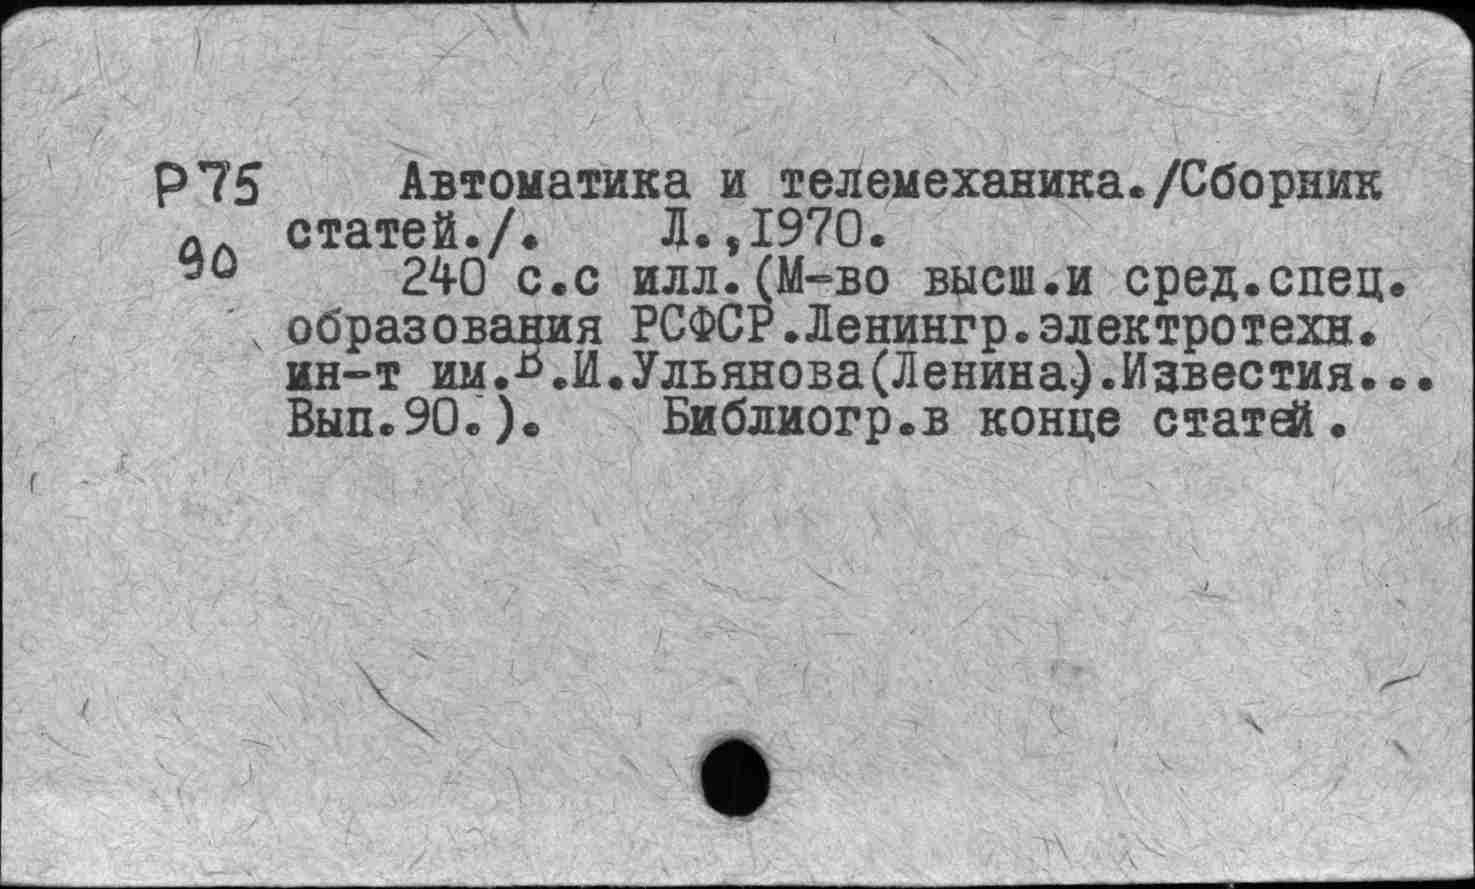 Р75 Автоматика и телемеханика./Сборник
статей./. Л.,1970.
90
240 с.с илл.(М-во высш.и сред.спец.
образования РСФСР.Ленингр.электротехн.
ин-т им.В.И.Ульянова(Ленина).Известия...
Вып.90.). Библиогр.в конце статей.